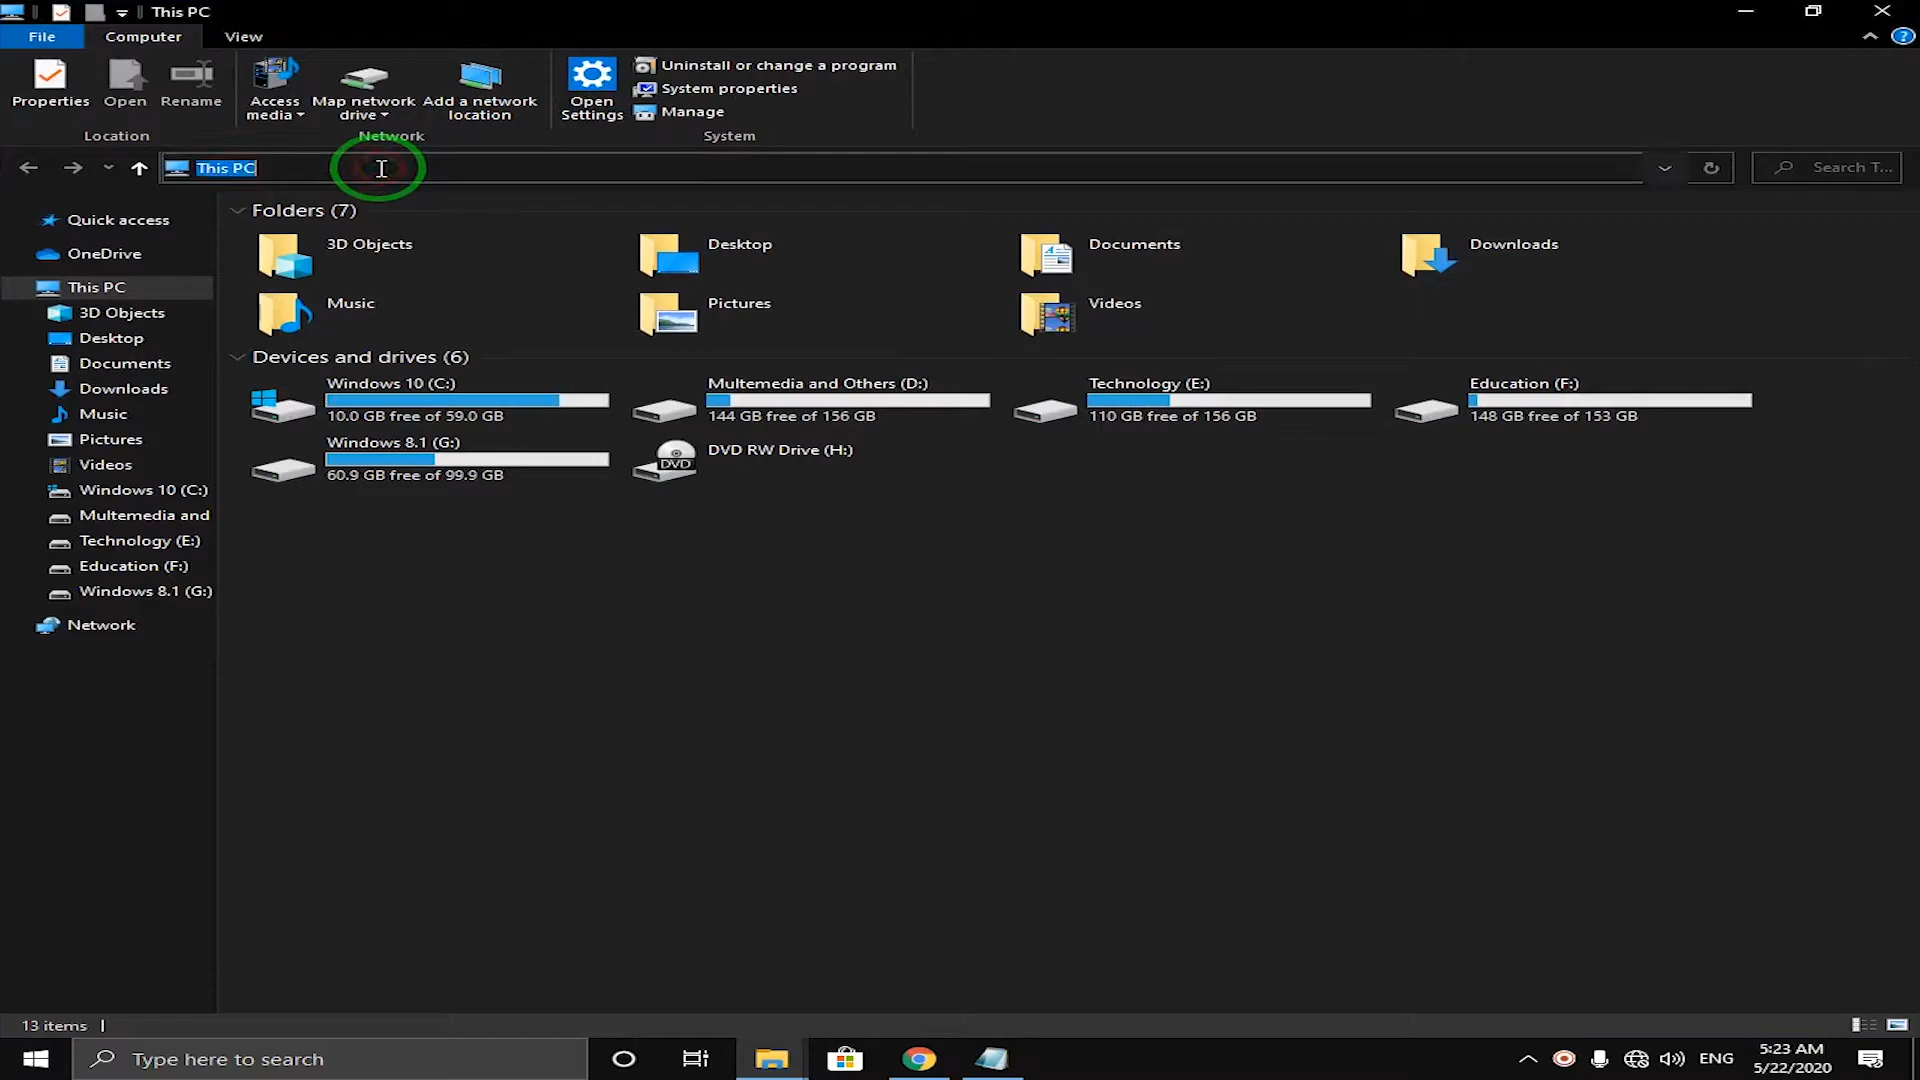 This PC
File Computer View
Properties Open Rename Access media Map network drive Add a network location Open Settings Uninstall or change a program
System properties
Manage
Location Network System
This PC Search T...
Quick access
OneDrive
This PC
3D Objects
Desktop
Documents
Downloads
Music
Pictures
Videos
Windows 10 (C:)
Multemedia and
Technology (E:)
Education (F:)
Windows 8.1 (G:)
Network
Folders (7)
3D Objects Desktop Documents Downloads
Music Pictures Videos
Devices and drives (6)
Windows 10 (C:) Multemedia and Others (D:) Technology (E:) Education (F:)
10.0 GB free of 59.0 GB 144 GB free of 156 GB 110 GB free of 156 GB 148 GB free of 153 GB
Windows 8.1 (G:) DVD RW Drive (H:)
DVD
60.9 GB free of 99.9 GB
13 items
Type here to search ENG 5:23 AM
5/22/2020